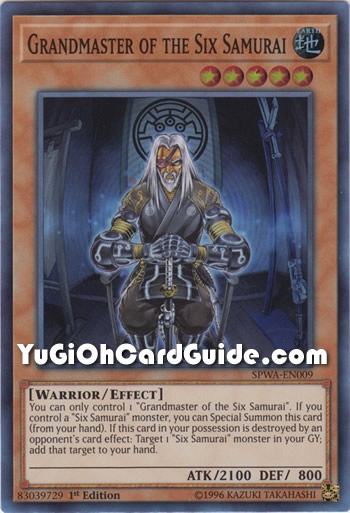 GRANDMASTER OF THE SIX SAMURAI
EARTH
地
YuGiOhCardGuide.com
SPWA-EN009
[WARRIOR/EFFECT]
You can only control 1 "Grandmaster of the Six Samurai". If you
control a "Six Samurai" monster, you can Special Summon this card
(from your hand). If this card in your possession is destroyed by an
opponent's card effect: Target 1 "Six Samurai" monster in your GY;
add that target to your hand.
ATK/2100 DEF/ 800
83039729 1st Edition ©1996 KAZUKI TAKAHASHI